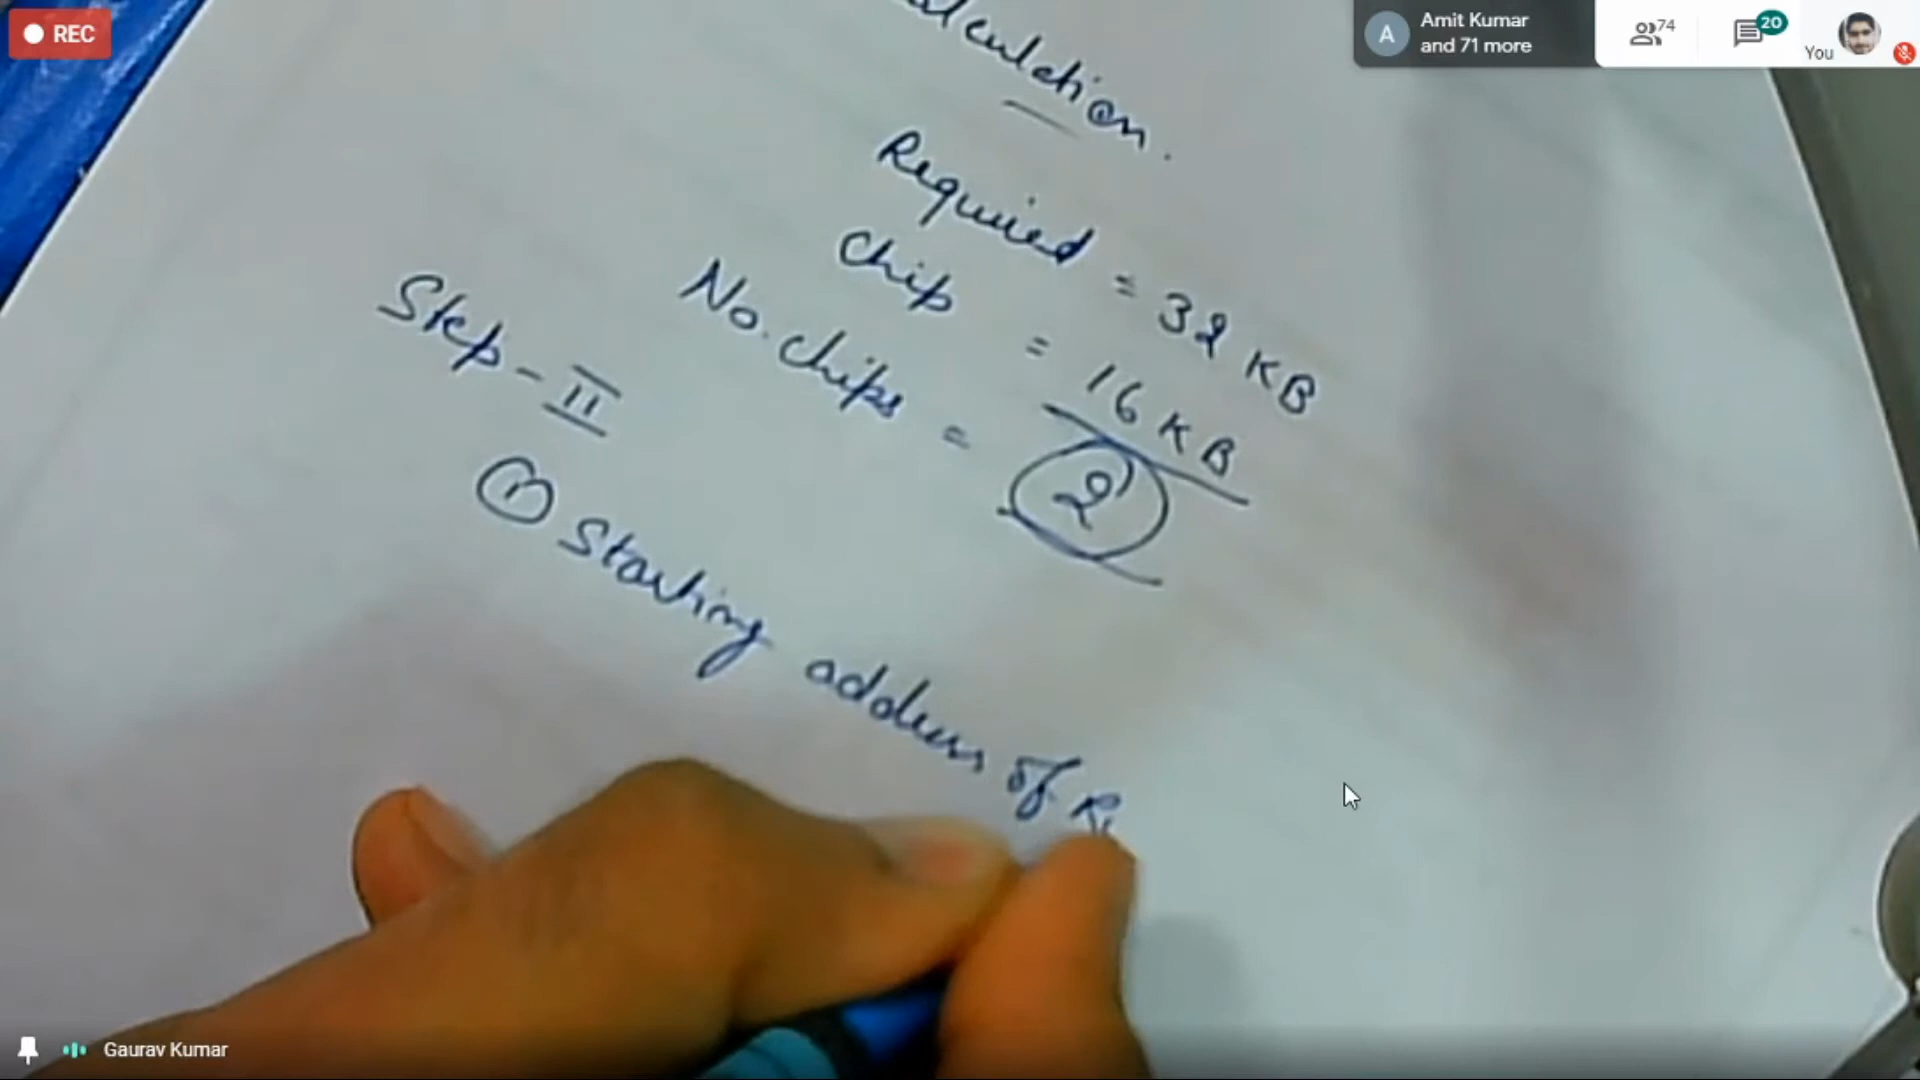 REC
Amit Kumar
and 71 more
74
20
You
A
Required = 32 KB
Chip = 16 KB
No. Chips = 2
Step - II
① Starting address of
Gaurav Kumar